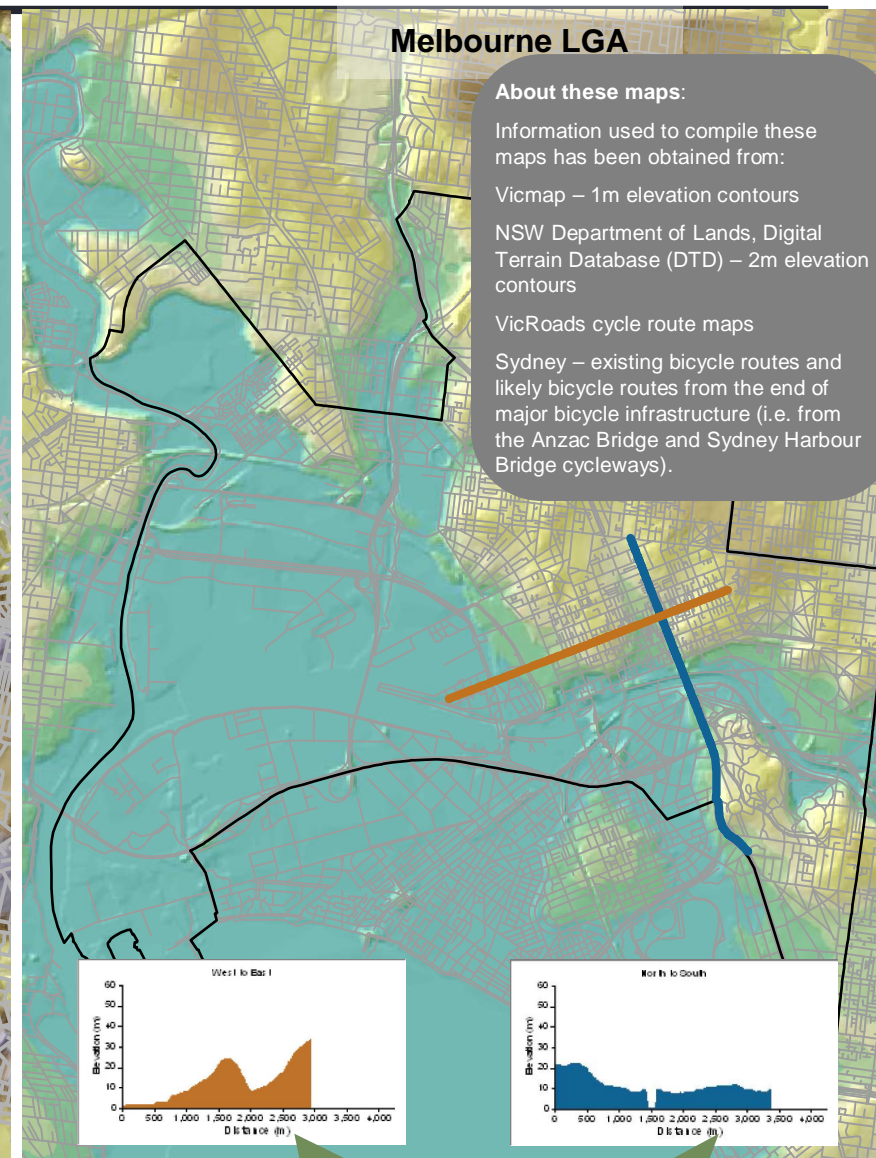 Melbourne LGA
About these maps:
Information used to compile these
maps has been obtained from:
Vicmap – 1m elevation contours
NSW Department of Lands, Digital
Terrain Database (DTD) – 2m elevation
contours
VicRoads cycle route maps
Sydney – existing bicycle routes and
likely bicycle routes from the end of
major bicycle infrastructure (i.e. from
the Anzac Bridge and Sydney Harbour
Bridge cycleways).
West to East
Elevation (m)
60
50
40
30
20
10
0
0 500 1,000 1,500 2,000 2,500 3,000 3,500 4,000
Distance (m)
North to South
Elevation (m)
60
50
40
30
20
10
0
0 500 1,000 1,500 2,000 2,500 3,000 3,500 4,000
Distance (m)